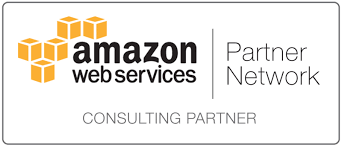 amazon
web services
Partner
Network
CONSULTING PARTNER